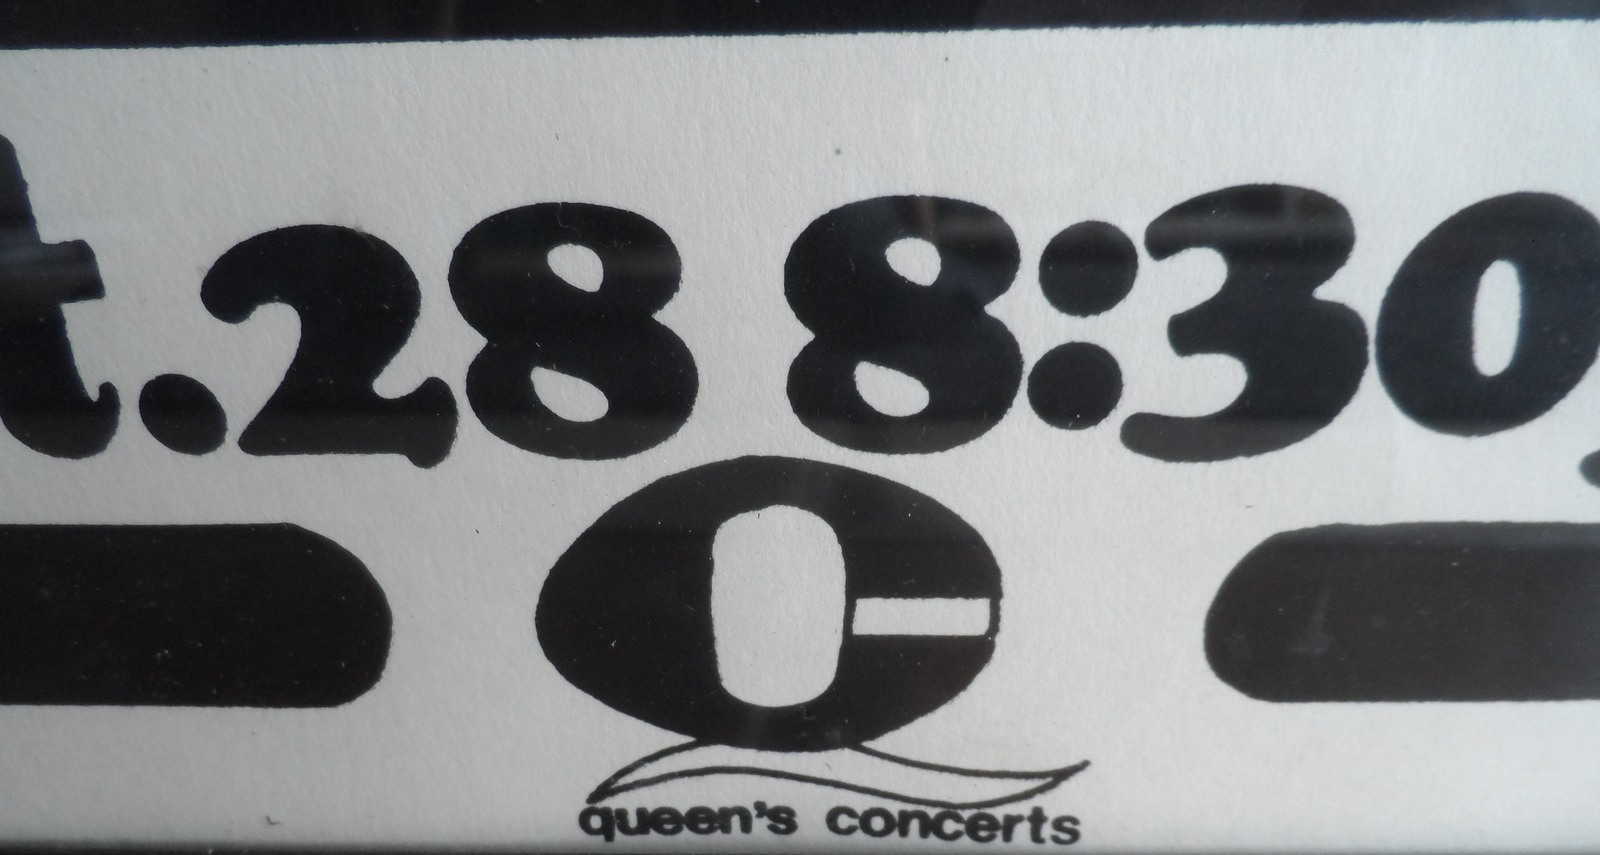 t.28 8:30
Q
queen's concerts